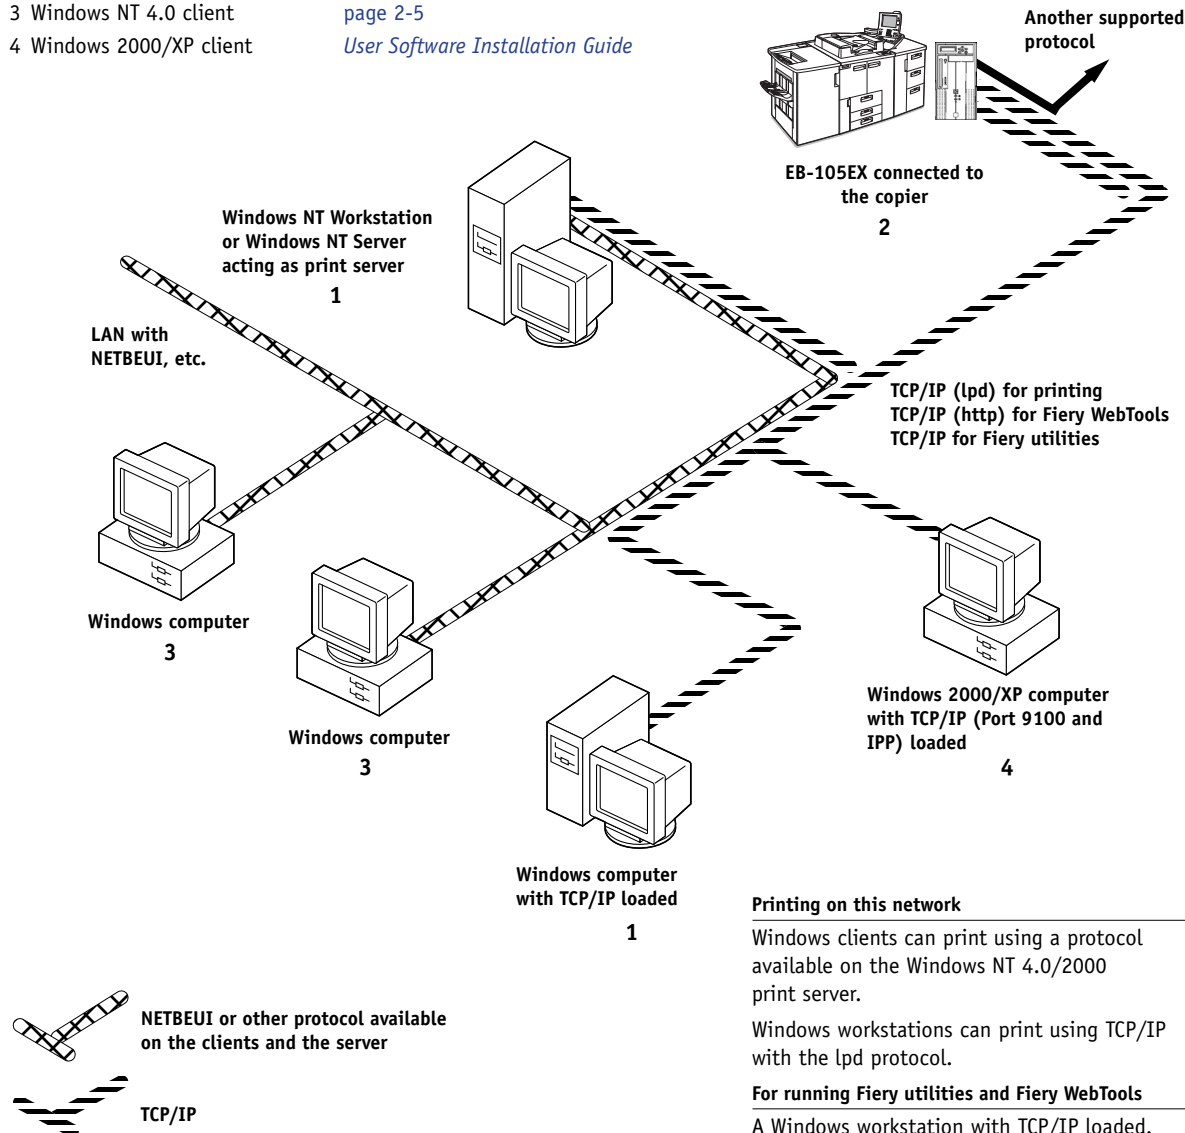 3 Windows NT 4.0 client page 2-5
4 Windows 2000/XP client User Software Installation Guide
Another supported
protocol
EB-105EX connected to
the copier
2
Windows NT Workstation
or Windows NT Server
acting as print server
1
LAN with
NETBEUI, etc.
TCP/IP (lpd) for printing
TCP/IP (http) for Fiery WebTools
TCP/IP for Fiery utilities
Windows computer
3
Windows computer
3
Windows 2000/XP computer
with TCP/IP (Port 9100 and
IPP) loaded
4
Windows computer
with TCP/IP loaded
1
NETBEUI or other protocol available
on the clients and the server
TCP/IP
Printing on this network
Windows clients can print using a protocol
available on the Windows NT 4.0/2000
print server.
Windows workstations can print using TCP/IP
with the lpd protocol.
For running Fiery utilities and Fiery WebTools
A Windows workstation with TCP/IP loaded.